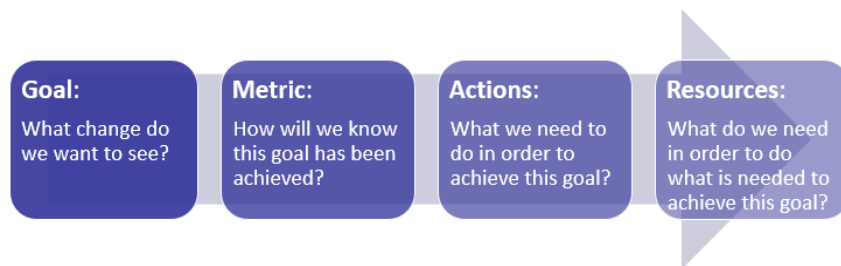 Goal:
What change do
we want to see?
Metric:
How will we know
this goal has been
achieved?
Actions:
What we need to
do in order to
achieve this goal?
Resources:
What do we need
in order to do
what is needed to
achieve this goal?